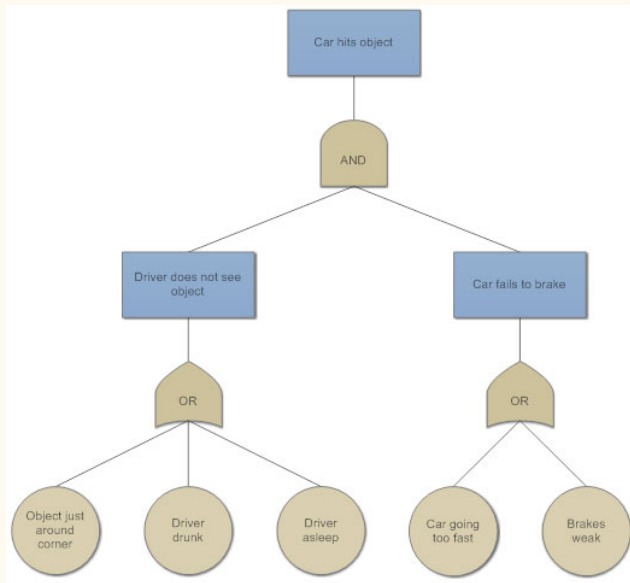 Car hits object
AND
Driver does not see
object
Car fails to brake
OR
OR
Object just
around
corner
Driver
drunk
Driver
asleep
Car going
too fast
Brakes
weak